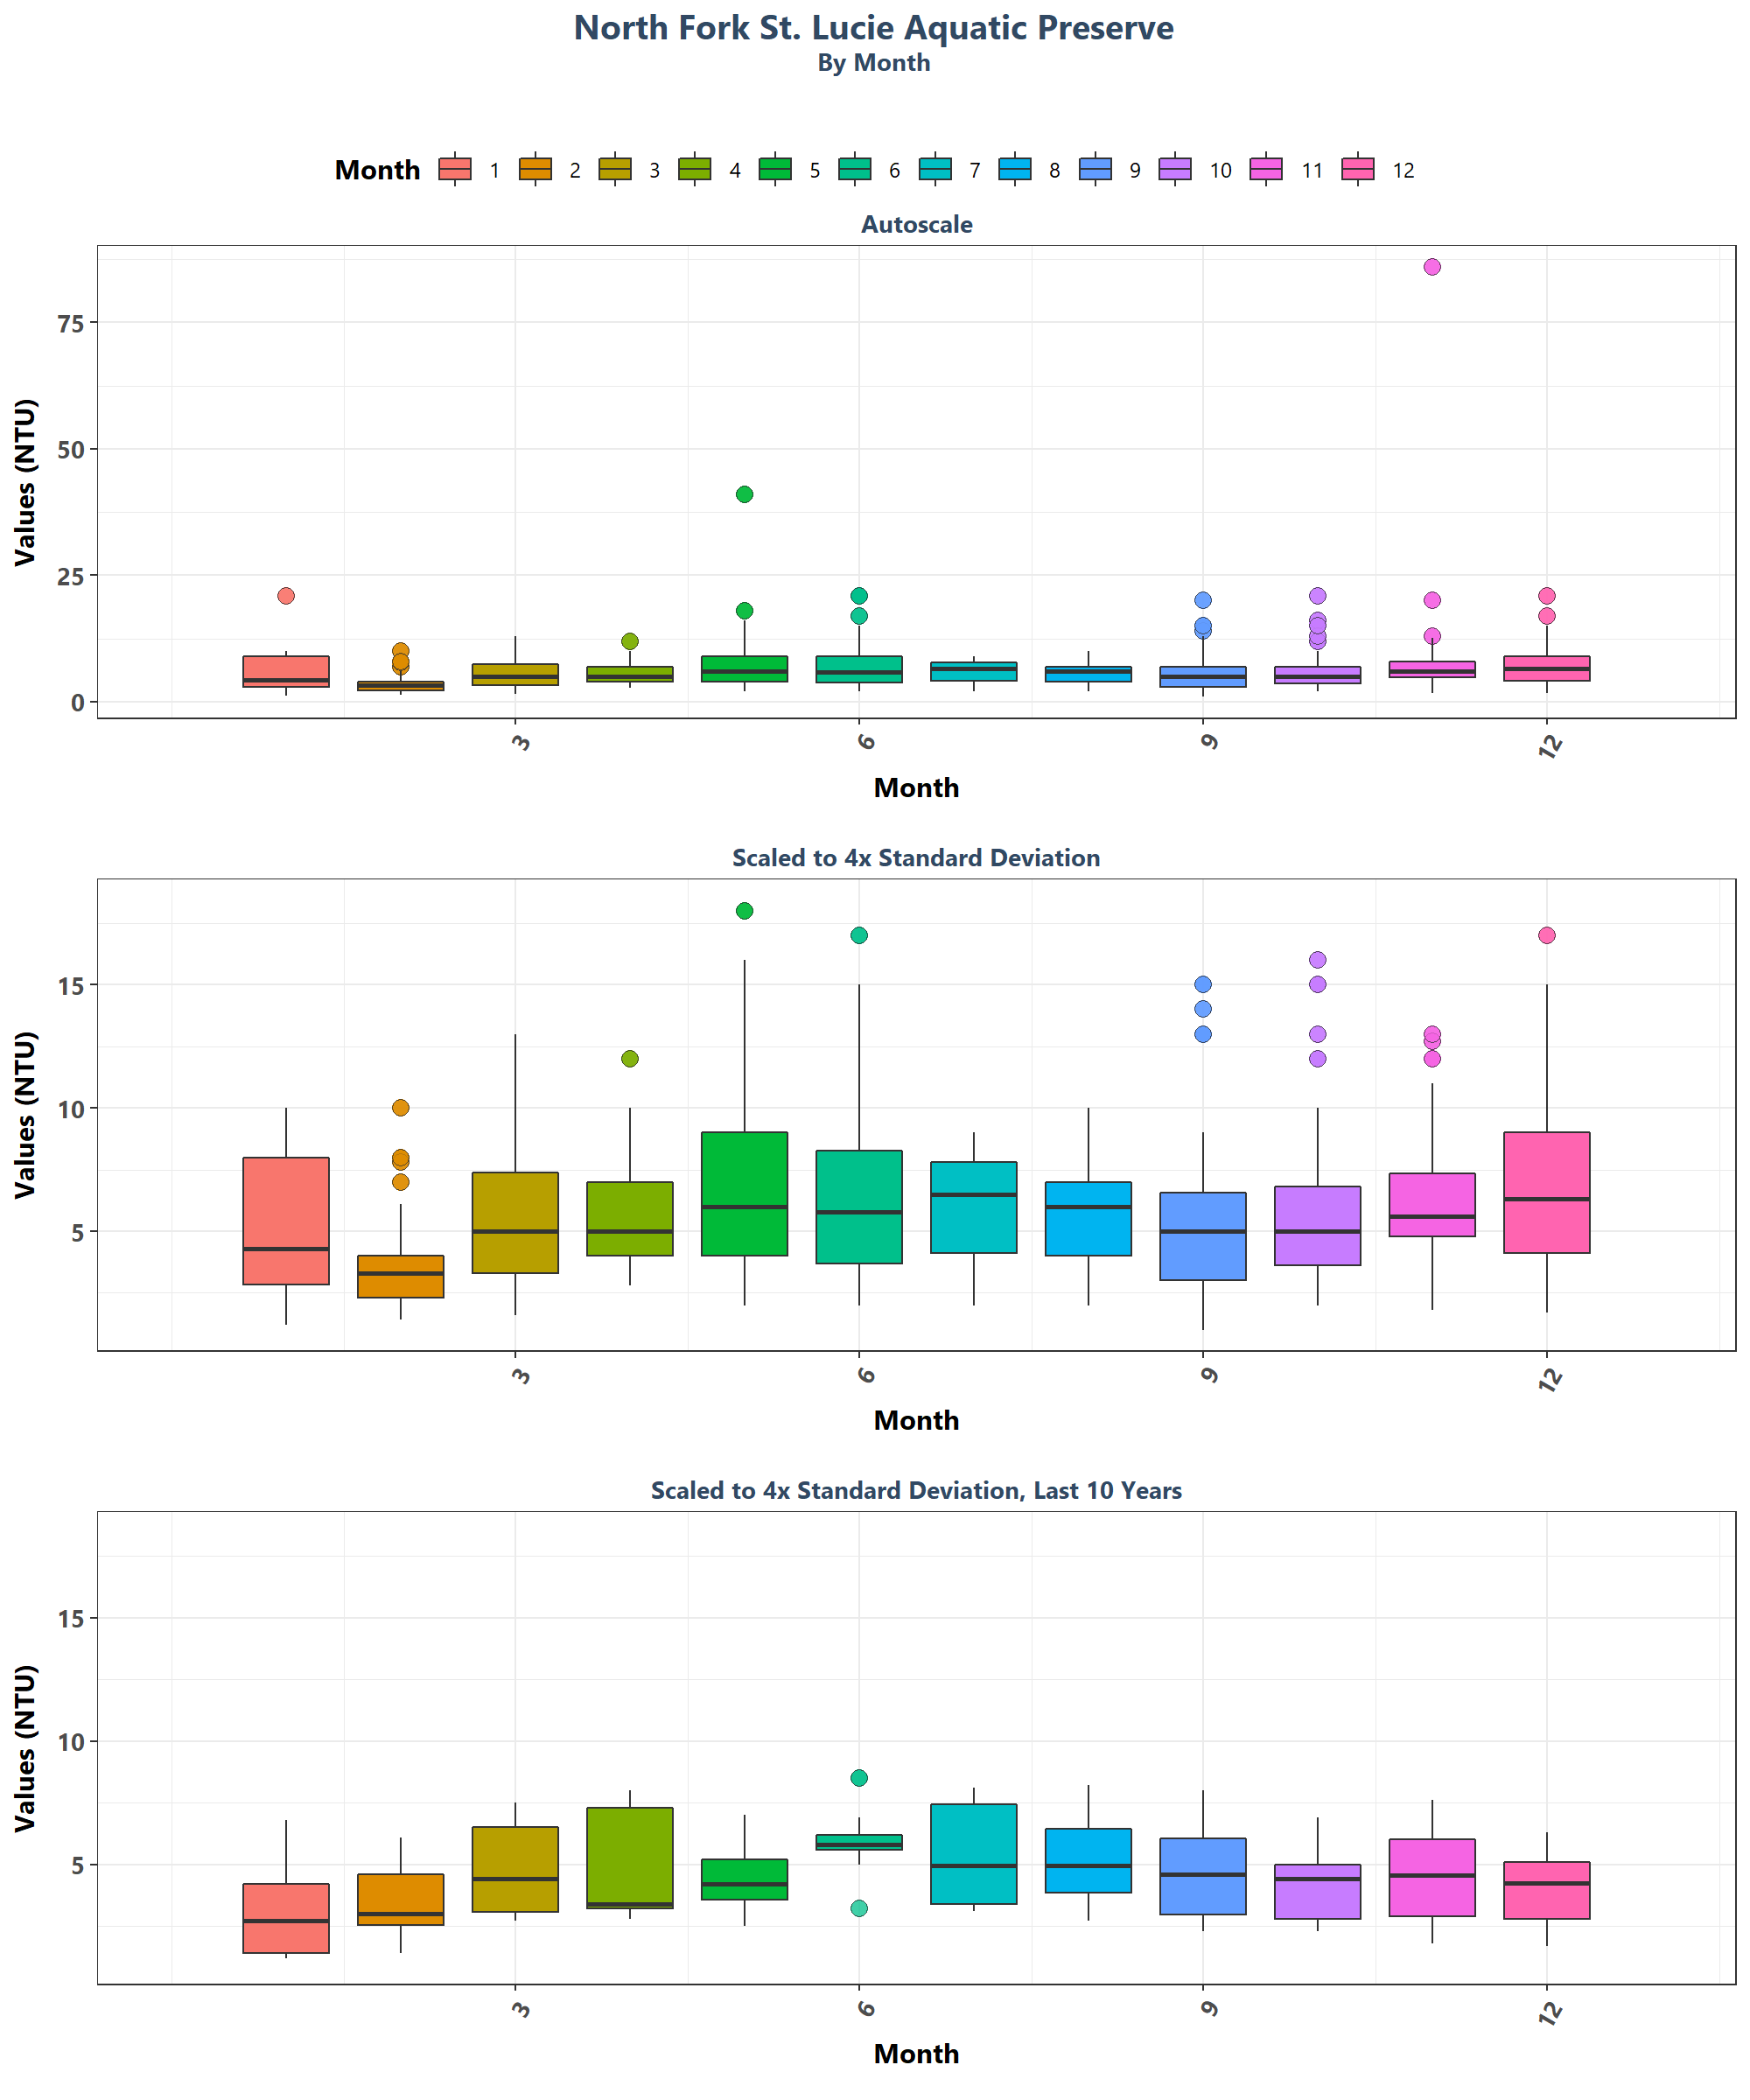 North Fork St. Lucie Aquatic Preserve
By Month
Month 1 2 3 4 5 6 7 8 9 10 11 12
Autoscale
Values (NTU)
75
50
25
0
3 6 9 12
Month
Scaled to 4x Standard Deviation
Values (NTU)
15
10
5
3 6 9 12
Month
Scaled to 4x Standard Deviation, Last 10 Years
Values (NTU)
15
10
5
3 6 9 12
Month